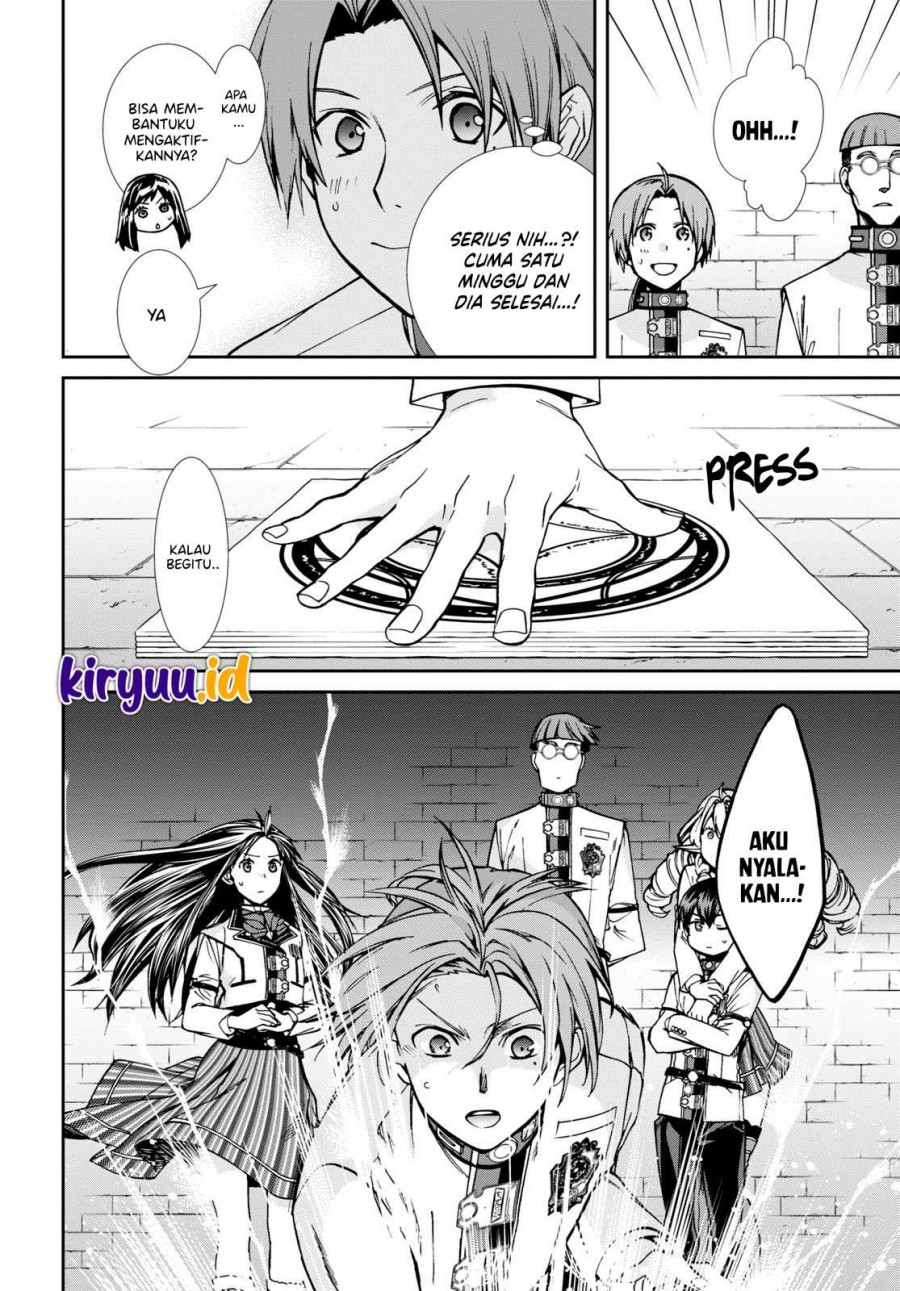 OHH...!
SERIUS NIH...?!
CUMA SATU
MINGGU DAN
DIA SELESAI...!
APA
KAMU
...
BISA MEM-
BANTUKU
MENGAKTIF-
KANNYA?
YA
PRESS
KALAU
BEGITU..
kiryuu.id
AKU
NYALA-
KAN...!